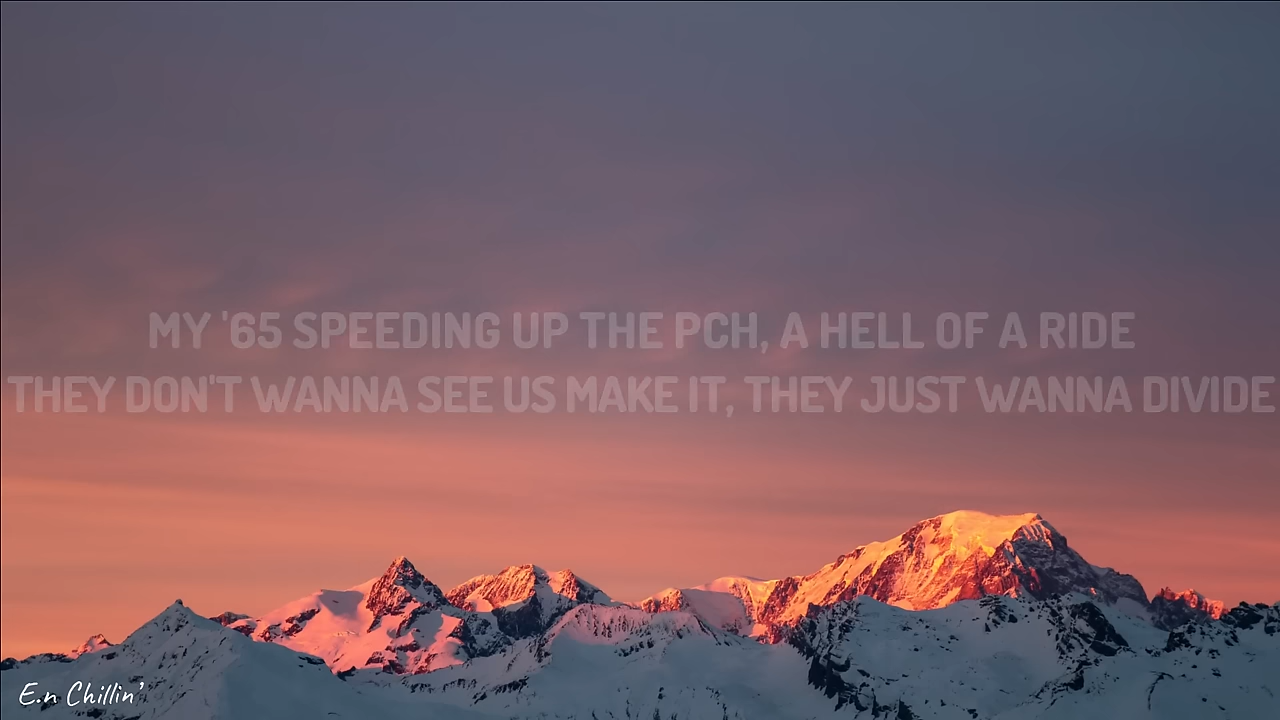 MY '65 SPEEDING UP THE PCH, A HELL OF A RIDE
THEY DON'T WANNA SEE US MAKE IT, THEY JUST WANNA DIVIDE
E.n Chillin'